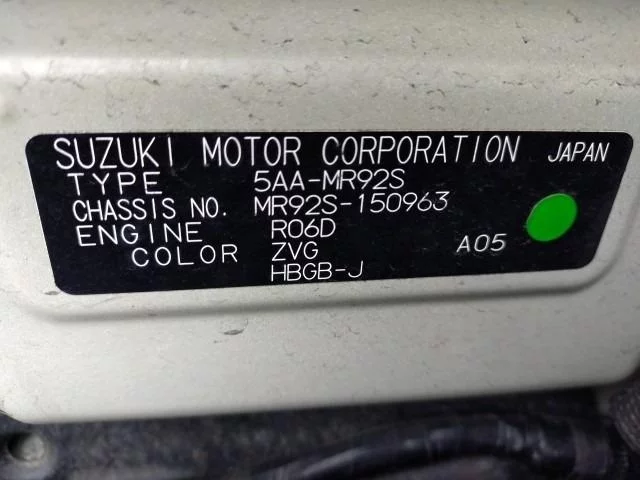 SUZUKI MOTOR CORPORATION JAPAN
TYPE 5AA-MR92S
CHASSIS NO. MR92S-150963
ENGINE R06D
COLOR ZVG A05
HBGB-J